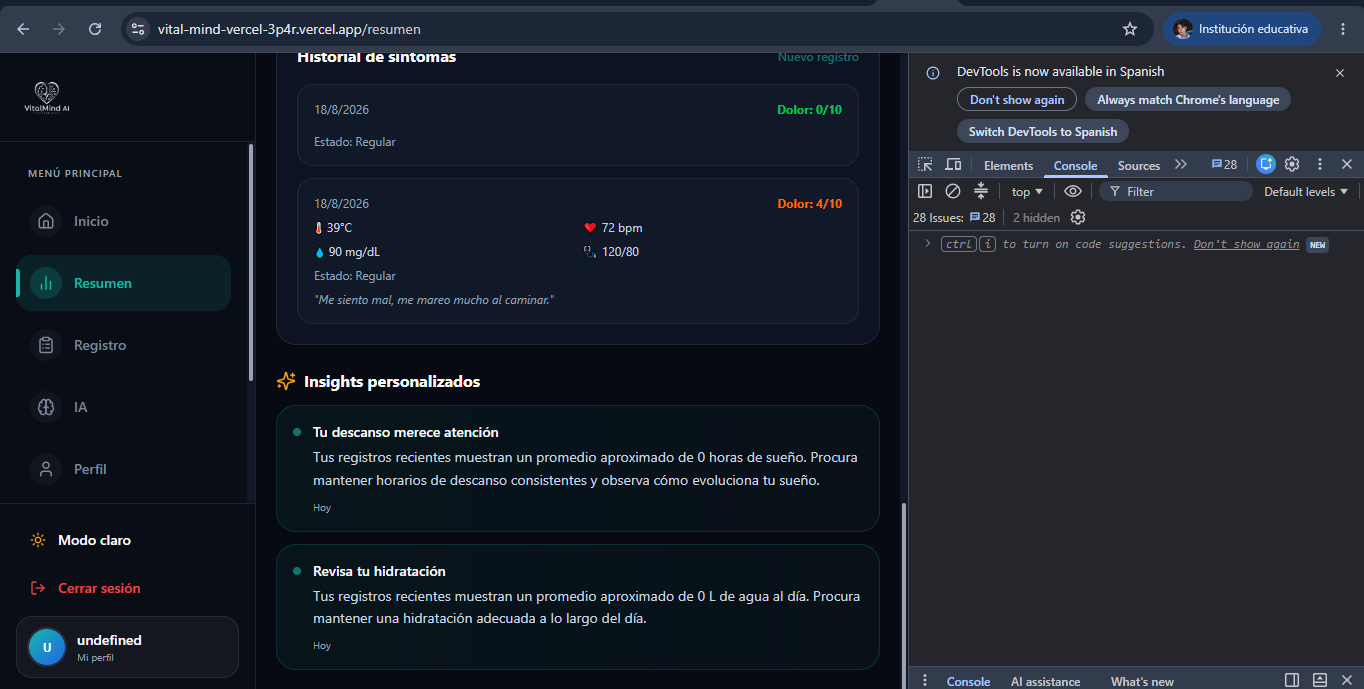 vital-mind-vercel-3p4r.vercel.app/resumen
Institución educativa
VitalMind AI
MENÚ PRINCIPAL
Inicio
Resumen
Registro
IA
Perfil
Modo claro
Cerrar sesión
U
undefined
Mi perfil
Historial de síntomas
Nuevo registro
18/8/2026
Dolor: 0/10
Estado: Regular
18/8/2026
Dolor: 4/10
39°C
72 bpm
90 mg/dL
120/80
Estado: Regular
"Me siento mal, me mareo mucho al caminar."
Insights personalizados
Tu descanso merece atención
Tus registros recientes muestran un promedio aproximado de 0 horas de sueño. Procura
mantener horarios de descanso consistentes y observa cómo evoluciona tu sueño.
Hoy
Revisa tu hidratación
Tus registros recientes muestran un promedio aproximado de 0 L de agua al día. Procura
mantener una hidratación adecuada a lo largo del día.
Hoy
DevTools is now available in Spanish
Don't show again
Always match Chrome's language
Switch DevTools to Spanish
Elements
Console
Sources
28
top
Filter
Default levels
28 Issues:
28
2 hidden
ctrl i to turn on code suggestions. Don't show again NEW
Console
AI assistance
What's new